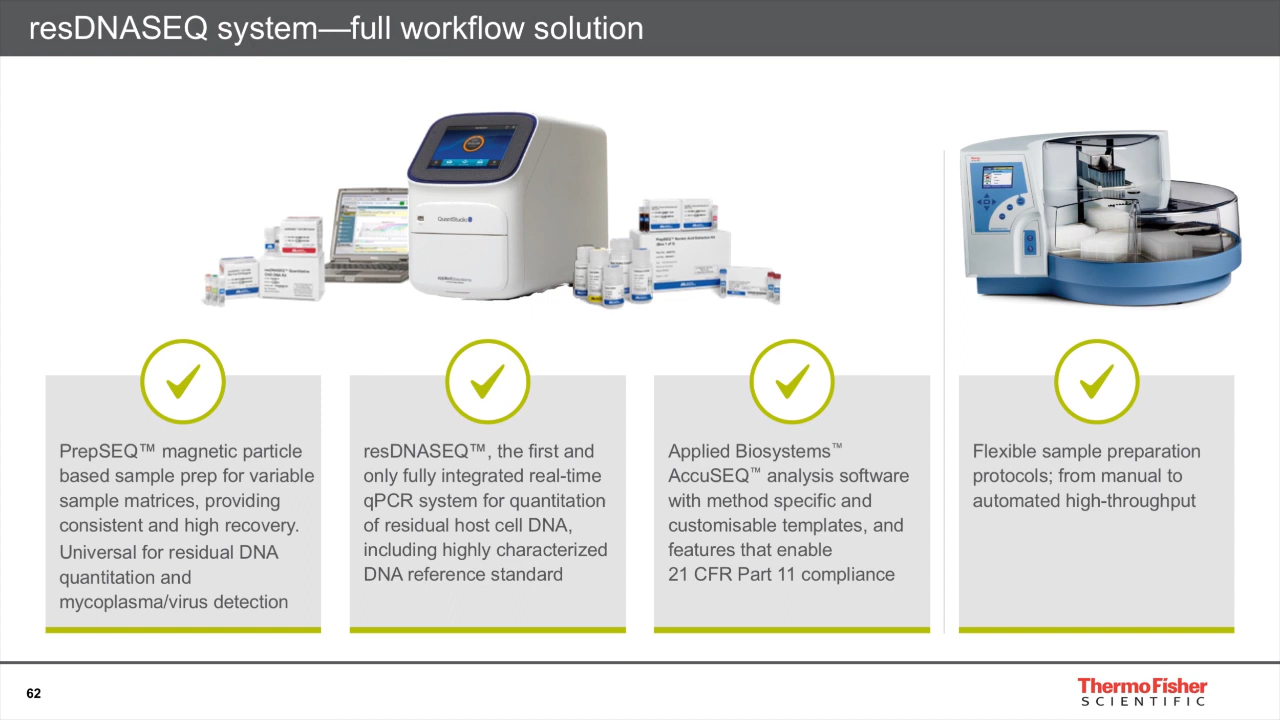 resDNASEQ system—full workflow solution
QuantStudio
PrepSEQ™ magnetic particle
based sample prep for variable
sample matrices, providing
consistent and high recovery.
Universal for residual DNA
quantitation and
mycoplasma/virus detection
resDNASEQ™, the first and
only fully integrated real-time
qPCR system for quantitation
of residual host cell DNA,
including highly characterized
DNA reference standard
Applied Biosystems™
AccuSEQ™ analysis software
with method specific and
customisable templates, and
features that enable
21 CFR Part 11 compliance
Flexible sample preparation
protocols; from manual to
automated high-throughput
62
ThermoFisher
SCIENTIFIC